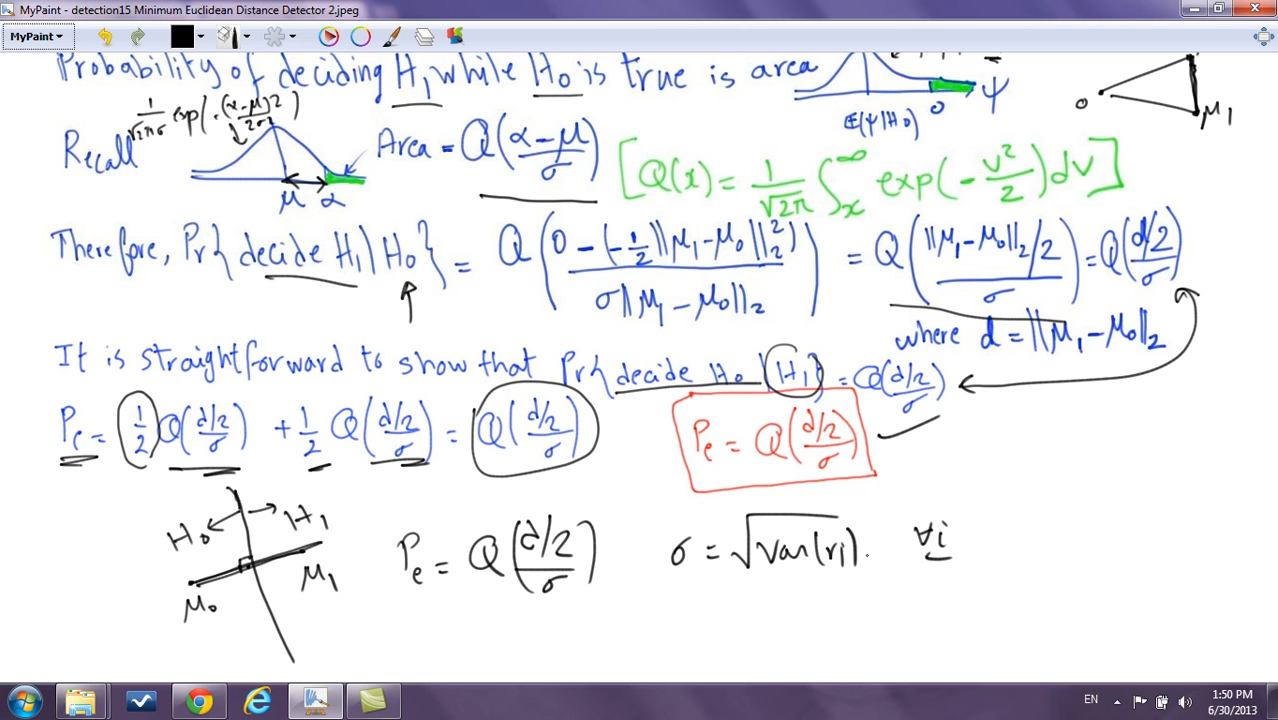 MyPaint - detection15 Minimum Euclidean Distance Detector 2.jpeg
MyPaint
Probability of deciding H₁ while H₀ is true is area
E(Ψ|H₀) 0 Ψ
0 μ₁
1/(√2π σ) exp(-(α-μ)²/2σ²)
Recall μ α Area = Q((α-μ)/σ) [Q(x) = 1/√2π ∫ₓ^∞ exp(-v²/2) dv]
Therefore, Pr{decide H₁|H₀} = Q((0-(-½||μ₁-μ₀||₂²))/(σ||μ₁-μ₀||₂)) = Q((||μ₁-μ₀||₂/2)/σ) = Q((d/2)/σ)
where d = ||μ₁-μ₀||₂
It is straightforward to show that Pr{decide H₀|H₁} = Q((d/2)/σ)
Pe = ½ Q((d/2)/σ) + ½ Q((d/2)/σ) = Q((d/2)/σ) Pe = Q((d/2)/σ)
H₀ H₁ Pe = Q((d/2)/σ) σ = √var(ri) ∀i
μ₀ μ₁
EN 1:50 PM
6/30/2013